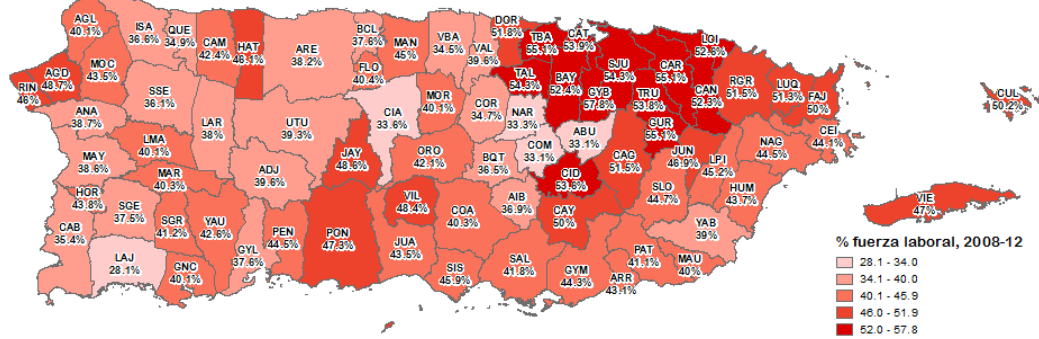 AGL
40.1%
ISA
36.6%
QUE
34.9%
CAM
42.4%
HAT
46.1%
ARE
38.2%
BCL
37.6%
MAN
45%
VBA
34.5%
VAL
39.6%
DOR
51.8%
TBA
55.1%
CAT
53.9%
LOI
52.6%
AGD
48.7%
MOC
43.5%
RIN
46%
FLO
40.4%
TAL
54.3%
BAY
52.4%
SJU
54.3%
GYB
57.8%
CAR
55.1%
TRU
53.8%
CAN
52.3%
RGR
51.5%
LUQ
51.3%
FAJ
50%
CUL
50.2%
SSE
36.1%
ANA
38.7%
LAR
38%
UTU
39.3%
CIA
33.6%
MOR
40.1%
COR
34.7%
NAR
33.3%
ABU
33.1%
GUR
55.1%
CEI
44.1%
NAG
44.5%
LMA
40.1%
MAY
38.6%
MAR
40.3%
ADJ
39.6%
JAY
48.6%
ORO
42.1%
BQT
36.5%
COM
33.1%
CID
53.6%
CAG
51.5%
JUN
46.9%
LPI
45.2%
HUM
43.7%
HOR
43.8%
SGE
37.5%
SGR
41.2%
YAU
42.6%
GYL
37.6%
PEN
44.5%
PON
47.3%
VIL
48.4%
JUA
43.5%
COA
40.3%
AIB
36.9%
CAY
50%
SLO
44.7%
YAB
39%
VIE
47%
CAB
35.4%
LAJ
28.1%
GNC
40.1%
SIS
45.9%
SAL
41.8%
GYM
44.3%
ARR
43.1%
PAT
41.1%
MAU
40%
% fuerza laboral, 2008-12
28.1 - 34.0
34.1 - 40.0
40.1 - 45.9
46.0 - 51.9
52.0 - 57.8